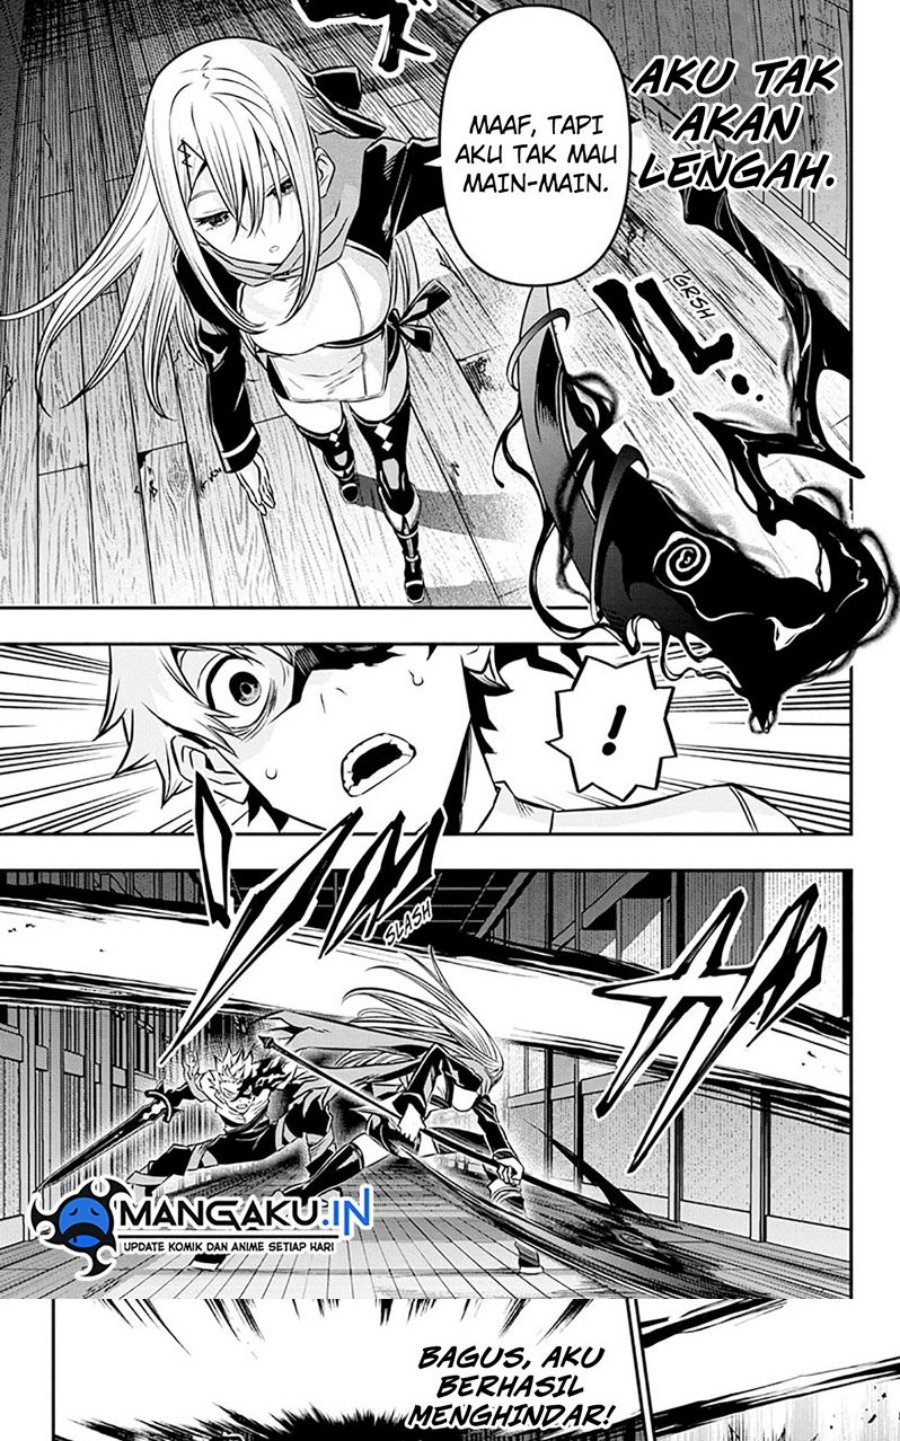 AKU TAK
AKAN
LENGAH.
MAAF, TAPI
AKU TAK MAU
MAIN-MAIN.
GRSH
ル
!
SLASH
MANGAKU.IN
UPDATE KOMIK DAN ANIME SETIAP HARI
BAGUS, AKU
BERHASIL
MENGHINDAR!